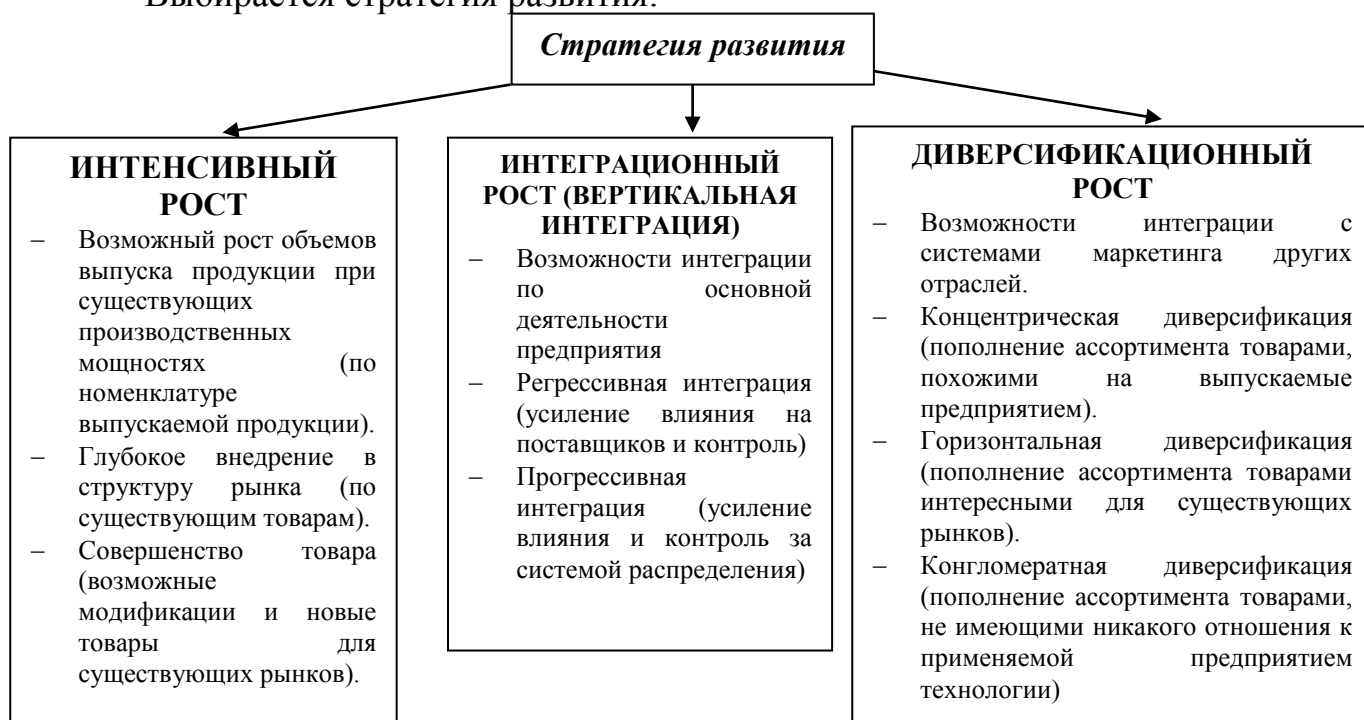 Выбирается стратегия развития:
Стратегия развития
ИНТЕНСИВНЫЙ
РОСТ
– Возможный рост объемов
выпуска продукции при
существующих
производственных
мощностях (по
номенклатуре
выпускаемой продукции).
– Глубокое внедрение в
структуру рынка (по
существующим товарам).
– Совершенство товара
(возможные
модификации и новые
товары для
существующих рынков).
ИНТЕГРАЦИОННЫЙ
РОСТ (ВЕРТИКАЛЬНАЯ
ИНТЕГРАЦИЯ)
– Возможности интеграции
по основной
деятельности
предприятия
– Регрессивная интеграция
(усиление влияния на
поставщиков и контроль)
– Прогрессивная
интеграция (усиление
влияния и контроль за
системой распределения)
ДИВЕРСИФИКАЦИОННЫЙ
РОСТ
– Возможности интеграции с
системами маркетинга других
отраслей.
– Концентрическая диверсификация
(пополнение ассортимента товарами,
похожими на выпускаемые
предприятием).
– Горизонтальная диверсификация
(пополнение ассортимента товарами
интересными для существующих
рынков).
– Конгломератная диверсификация
(пополнение ассортимента товарами,
не имеющими никакого отношения к
применяемой предприятием
технологии)